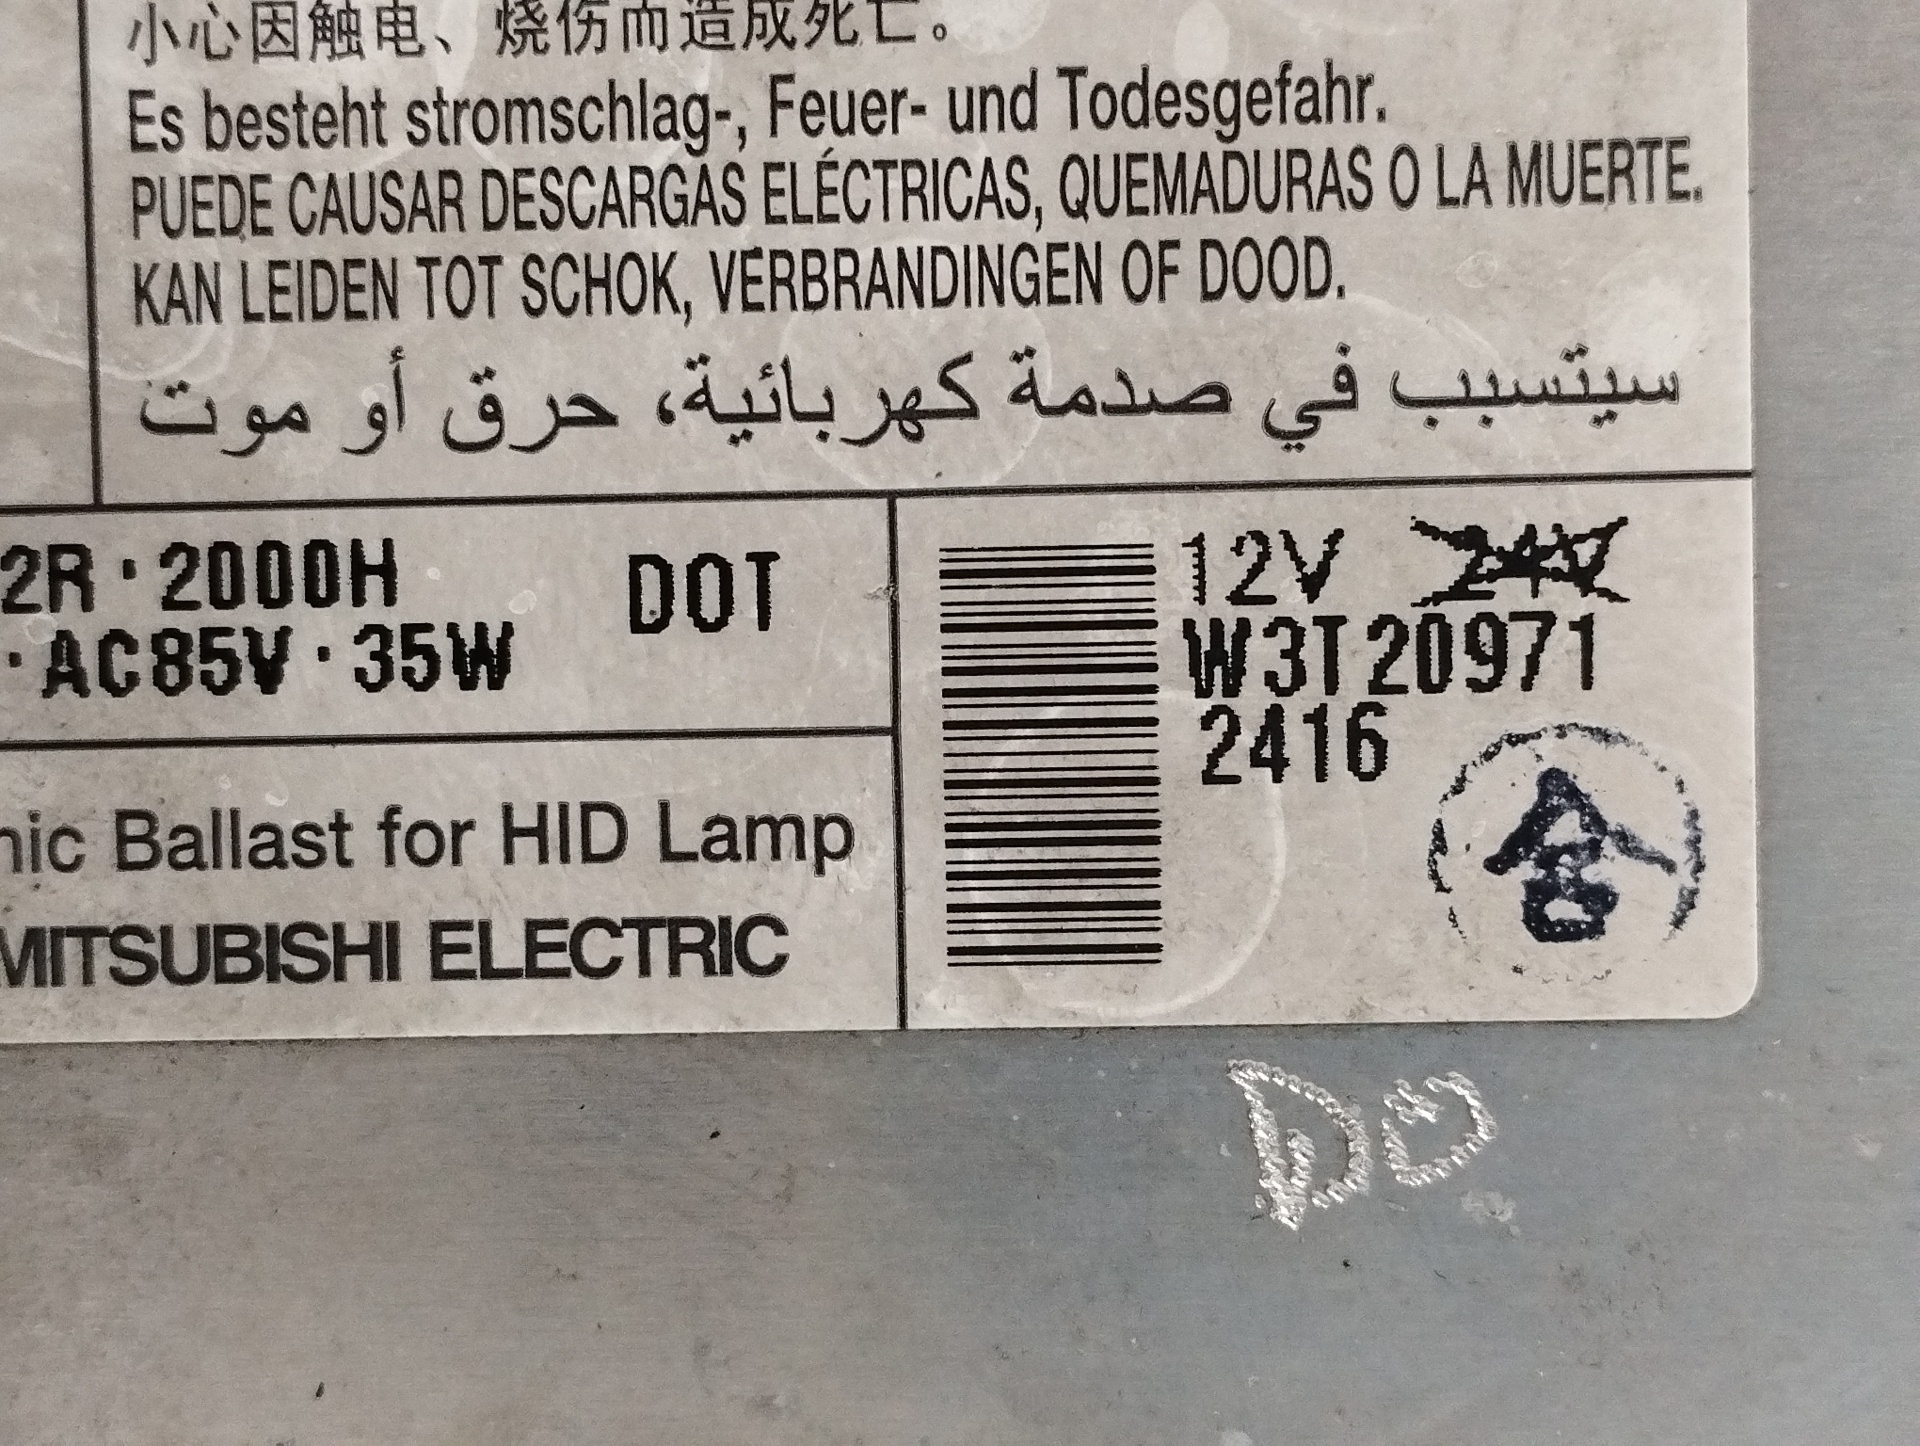 小心因触电、烧伤而造成死亡。
Es besteht stromschlag-, Feuer- und Todesgefahr.
PUEDE CAUSAR DESCARGAS ELÉCTRICAS, QUEMADURAS O LA MUERTE.
KAN LEIDEN TOT SCHOK, VERBRANDINGEN OF DOOD.
سيتسبب في صدمة كهربائية، حرق أو موت
2R·2000H DOT
·AC85V·35W
nic Ballast for HID Lamp
MITSUBISHI ELECTRIC
12V 24V
W3T20971
2416
合